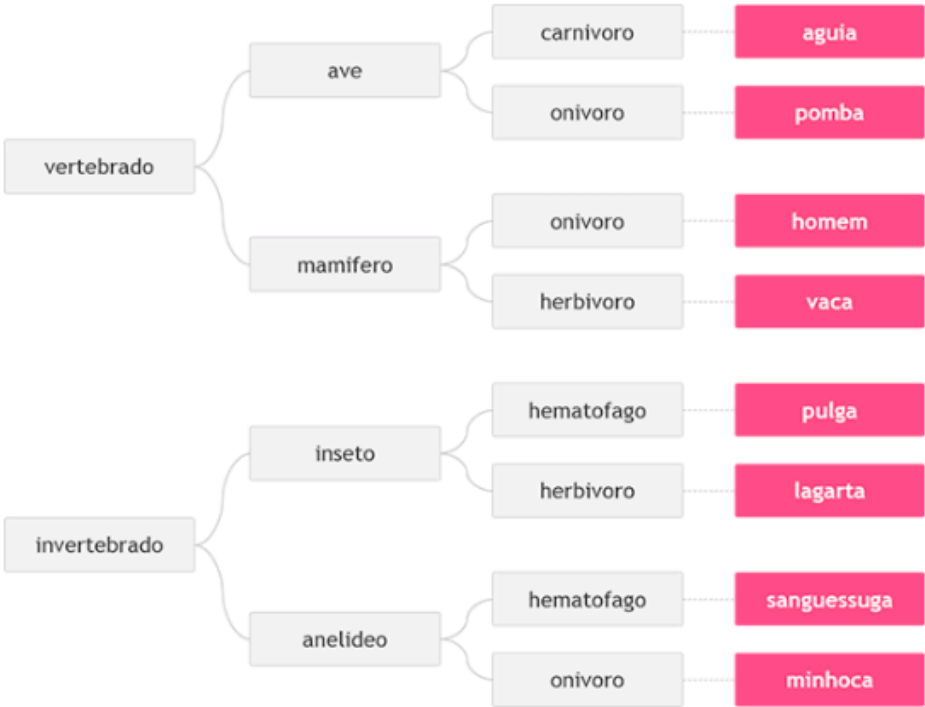 carnivoro
aguia
ave
onivoro
pomba
vertebrado
onivoro
homem
mamifero
herbivoro
vaca
hematofago
pulga
inseto
herbivoro
lagarta
invertebrado
hematofago
sanguessuga
anelideo
onivoro
minhoca